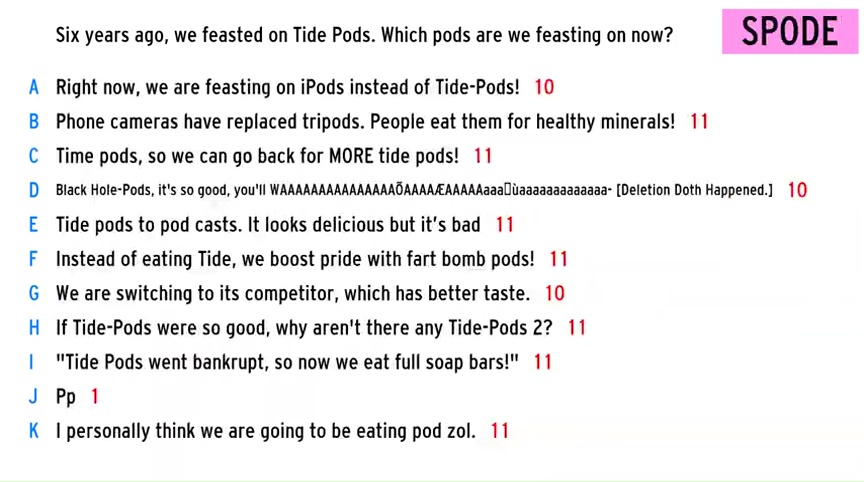 Six years ago, we feasted on Tide Pods. Which pods are we feasting on now?
SPODE
A Right now, we are feasting on iPods instead of Tide-Pods! 10
B Phone cameras have replaced tripods. People eat them for healthy minerals! 11
C Time pods, so we can go back for MORE tide pods! 11
D Black Hole-Pods, it's so good, you'll WAAAAAAAAAAAAAAAÕAAAAÆAAAAAaaa▯ùaaaaaaaaaaaaa- [Deletion Doth Happened.] 10
E Tide pods to pod casts. It looks delicious but it’s bad 11
F Instead of eating Tide, we boost pride with fart bomb pods! 11
G We are switching to its competitor, which has better taste. 10
H If Tide-Pods were so good, why aren't there any Tide-Pods 2? 11
I "Tide Pods went bankrupt, so now we eat full soap bars!" 11
J Pp 1
K I personally think we are going to be eating pod zol. 11